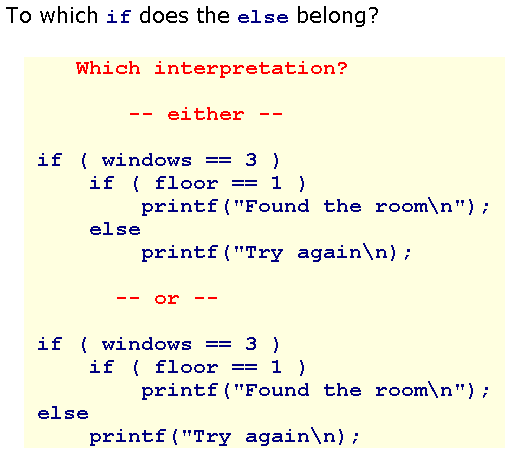 To which if does the else belong?
Which interpretation?
-- either --
if ( windows == 3 )
if ( floor == 1 )
printf("Found the room\n");
else
printf("Try again\n);
-- or --
if ( windows == 3 )
if ( floor == 1 )
printf("Found the room\n");
else
printf("Try again\n);